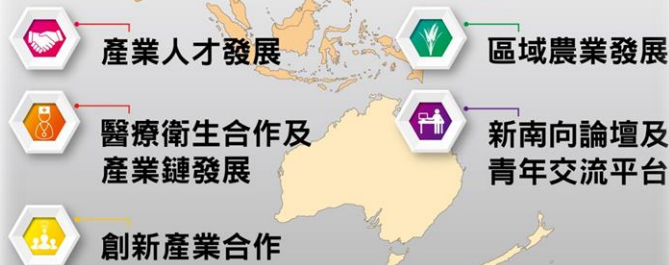 產業人才發展
區域農業發展
醫療衛生合作及
產業鏈發展
新南向論壇及
青年交流平台
創新產業合作